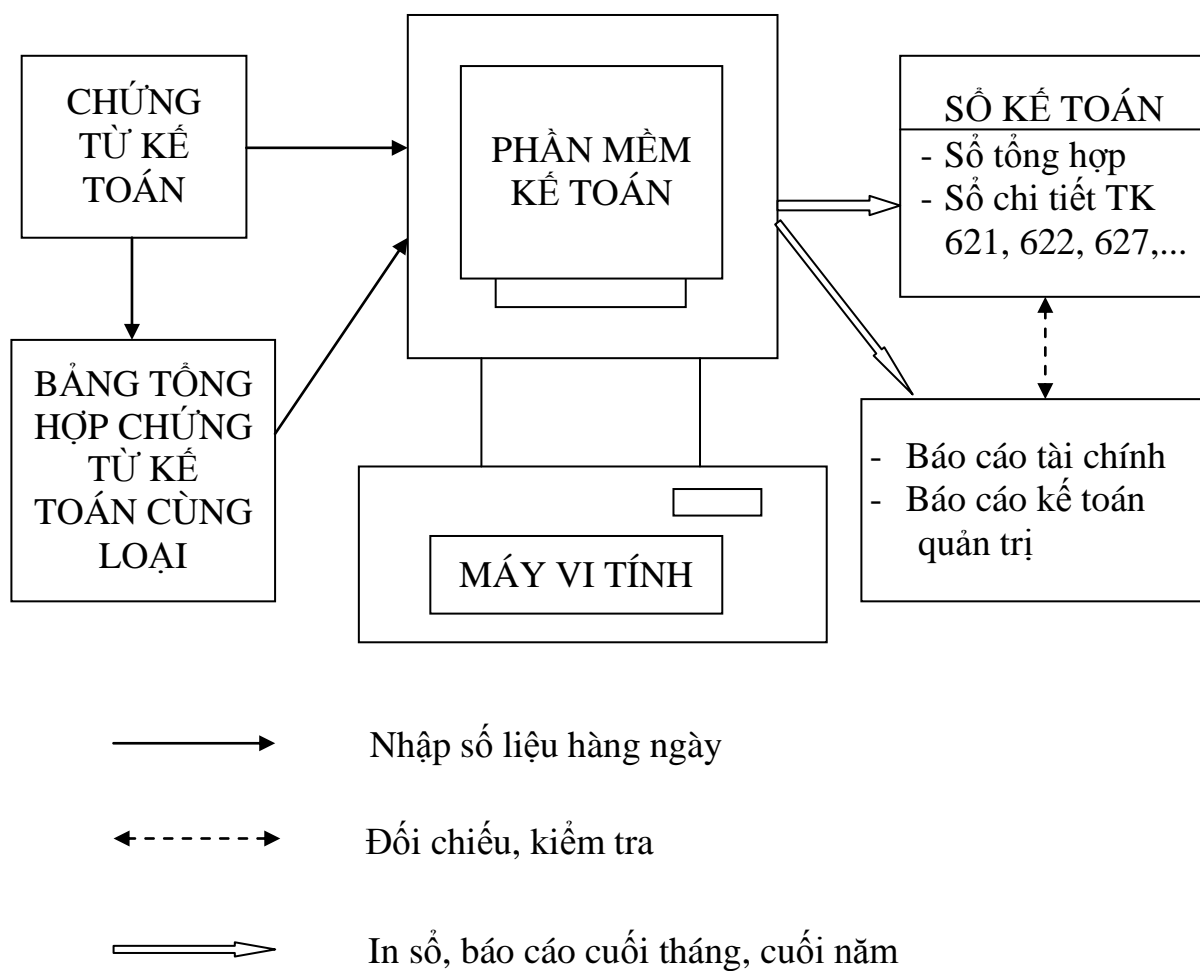 CHỨNG
TỪ KẾ
TOÁN
BẢNG TỔNG
HỢP CHỨNG
TỪ KẾ
TOÁN CÙNG
LOẠI
PHẦN MỀM
KẾ TOÁN
MÁY VI TÍNH
SỔ KẾ TOÁN
- Sổ tổng hợp
- Sổ chi tiết TK
621, 622, 627,...
- Báo cáo tài chính
- Báo cáo kế toán
quản trị
Nhập số liệu hàng ngày
Đối chiếu, kiểm tra
In sổ, báo cáo cuối tháng, cuối năm